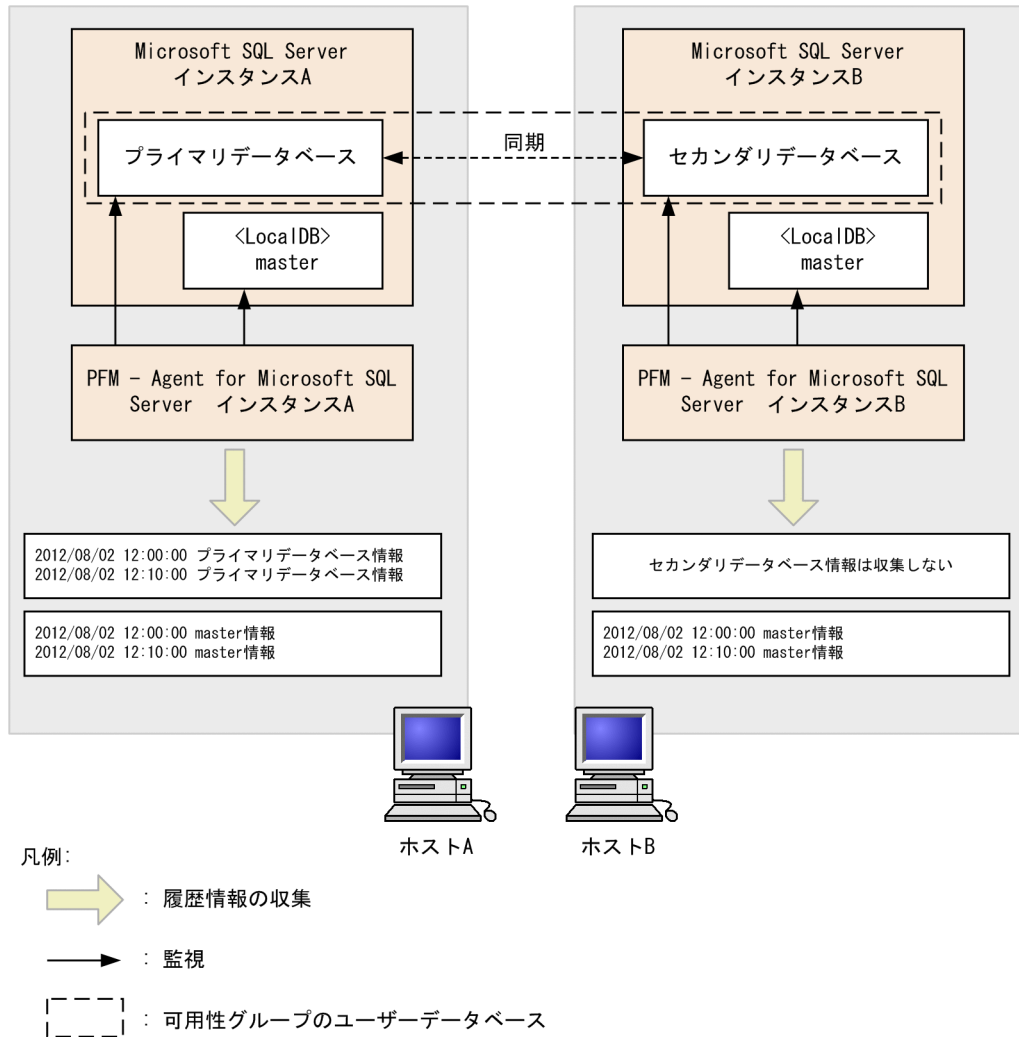 Microsoft SQL Server
インスタンスA
プライマリデータベース
<LocalDB>
master
同期
Microsoft SQL Server
インスタンスB
セカンダリデータベース
<LocalDB>
master
PFM - Agent for Microsoft SQL
Server インスタンスA
PFM - Agent for Microsoft SQL
Server インスタンスB
2012/08/02 12:00:00 プライマリデータベース情報
2012/08/02 12:10:00 プライマリデータベース情報
2012/08/02 12:00:00 master情報
2012/08/02 12:10:00 master情報
セカンダリデータベース情報は収集しない
2012/08/02 12:00:00 master情報
2012/08/02 12:10:00 master情報
ホストA
ホストB
凡例:
: 履歴情報の収集
: 監視
: 可用性グループのユーザーデータベース